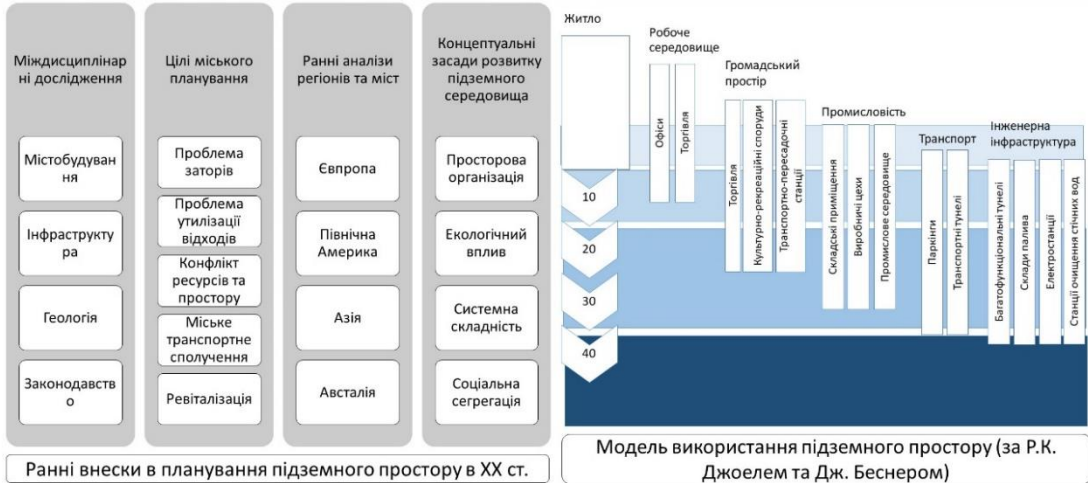 Міждисциплінар
ні дослідження
Містобудуван
ня
Інфраструкту
ра
Геологія
Законодавств
о
Цілі міського
планування
Проблема
заторів
Проблема
утилізації
відходів
Конфлікт
ресурсів та
простору
Міське
транспортне
сполучення
Ревіталізація
Ранні аналізи
регіонів та міст
Європа
Північна
Америка
Азія
Австралія
Концептуальні
засади розвитку
підземного
середовища
Просторова
організація
Екологічний
вплив
Системна
складність
Соціальна
сегрегація
Ранні внески в планування підземного простору в XX ст.
Житло
10
20
30
40
Робоче
середовище
Офіси
Торгівля
Громадський
простір
Торгівля
Культурно-рекреаційні споруди
Транспортно-пересадочні
станції
Промисловість
Складські приміщення
Виробничі цехи
Промислове середовище
Транспорт
Паркінги
Транспортні тунелі
Інженерна
інфраструктура
Багатофункціональні тунелі
Склади палива
Електростанції
Станції очищення стічних вод
Модель використання підземного простору (за Р.К.
Джоелем та Дж. Беснером)